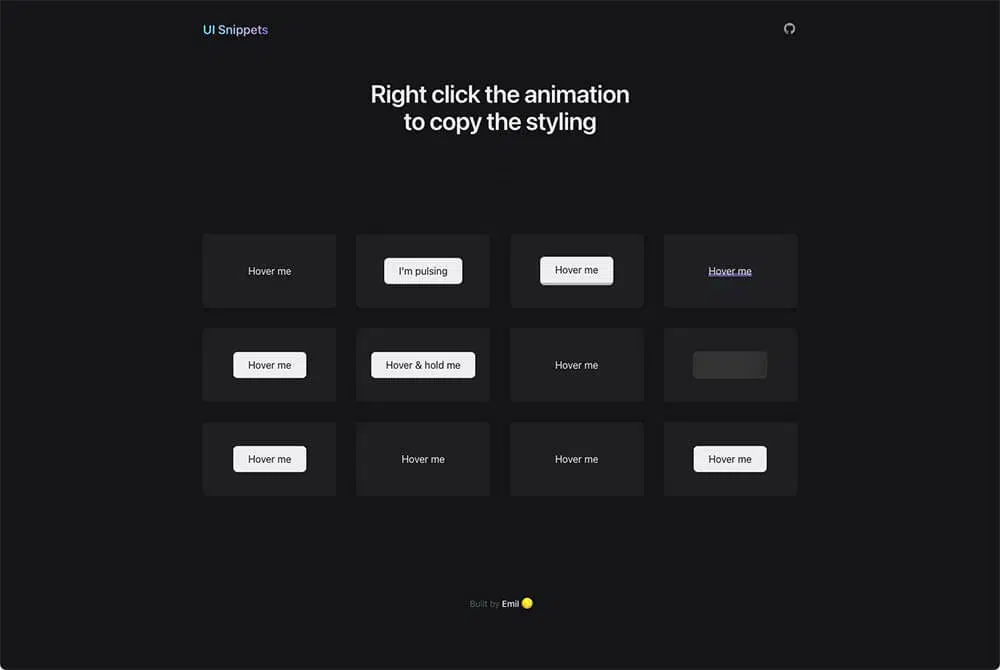 UI Snippets
Right click the animation
to copy the styling
Hover me
I'm pulsing
Hover me
Hover me
Hover me
Hover & hold me
Hover me
Hover me
Hover me
Hover me
Hover me
Built by Emil